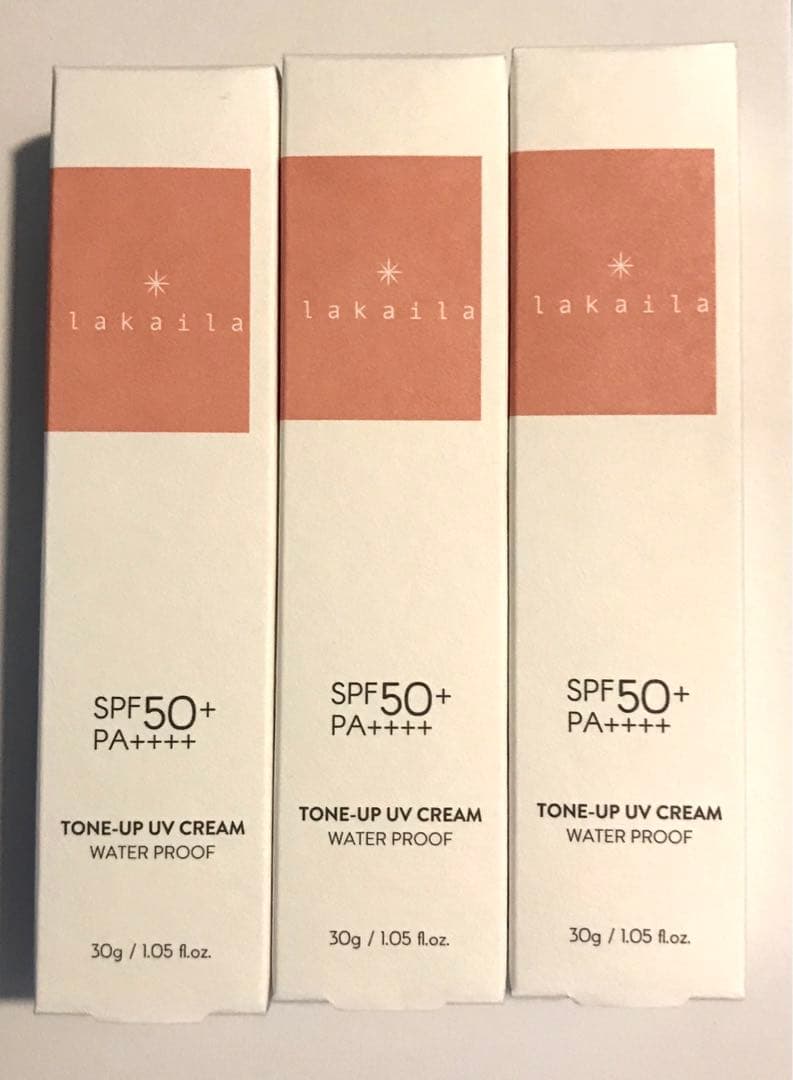 lakaila
SPF50+
PA++++
TONE-UP UV CREAM
WATER PROOF
30g / 1.05 fl.oz.
lakaila
SPF50+
PA++++
TONE-UP UV CREAM
WATER PROOF
30g / 1.05 fl.oz.
lakaila
SPF50+
PA++++
TONE-UP UV CREAM
WATER PROOF
30g / 1.05 fl.oz.